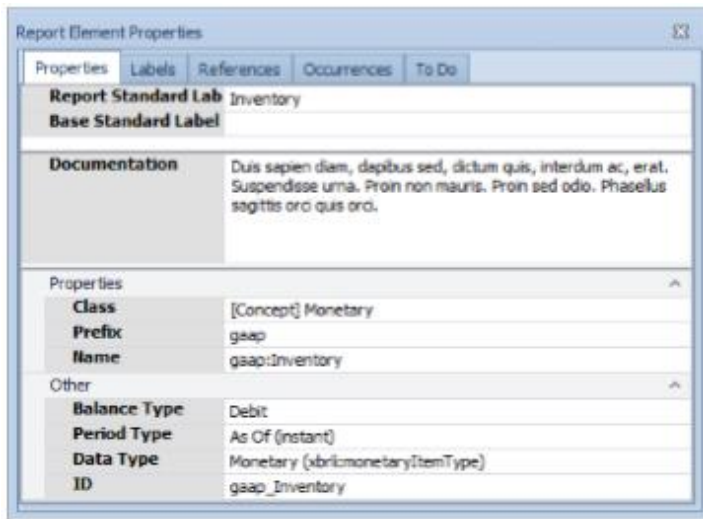 Report Element Properties
Properties Labels References Occurrences To Do
Report Standard Lab Inventory
Base Standard Label
Documentation Duis sapien diam, dapibus sed, dictum quis, interdum ac, erat.
Suspendisse urna. Proin non mauris. Proin sed odio. Phasellus
sagittis orci quis orci.
Properties
Class [Concept] Monetary
Prefix gaap
Name gaap:Inventory
Other
Balance Type Debit
Period Type As Of (instant)
Data Type Monetary (xbrli:monetaryItemType)
ID gaap_Inventory